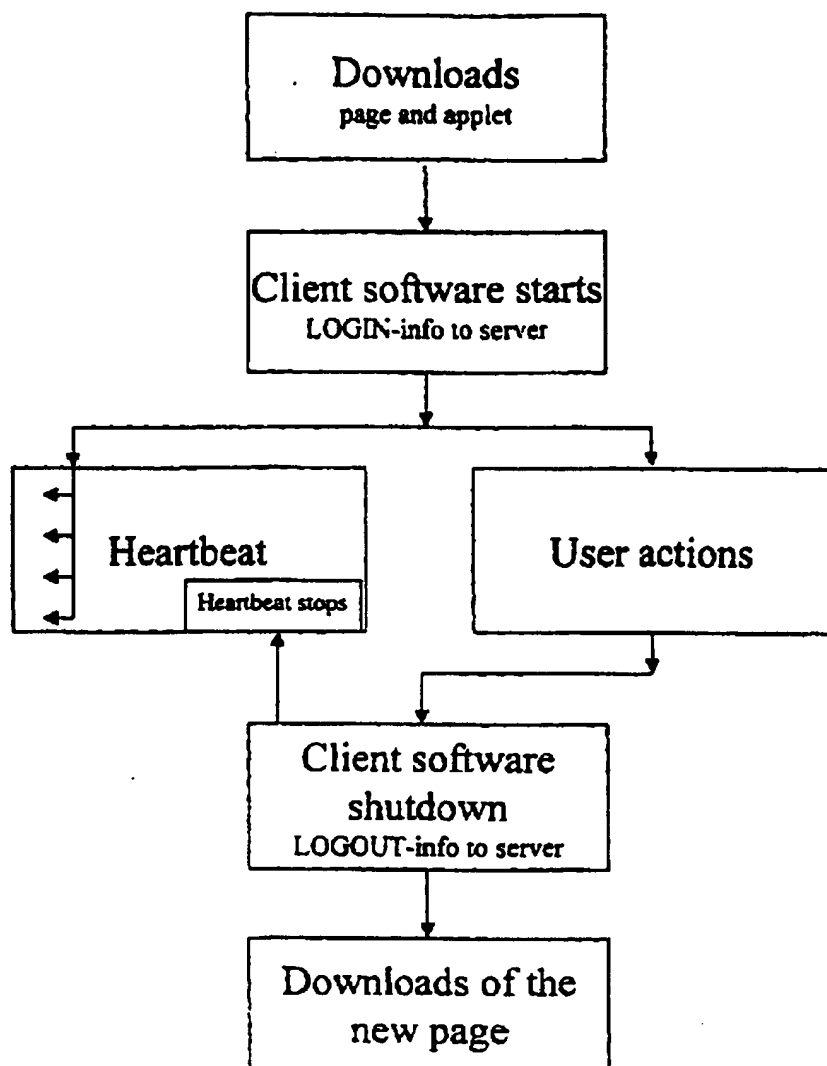 Downloads
page and applet
Client software starts
LOGIN-info to server
Heartbeat
Heartbeat stops
User actions
Client software
shutdown
LOGOUT-info to server
Downloads of the
new page